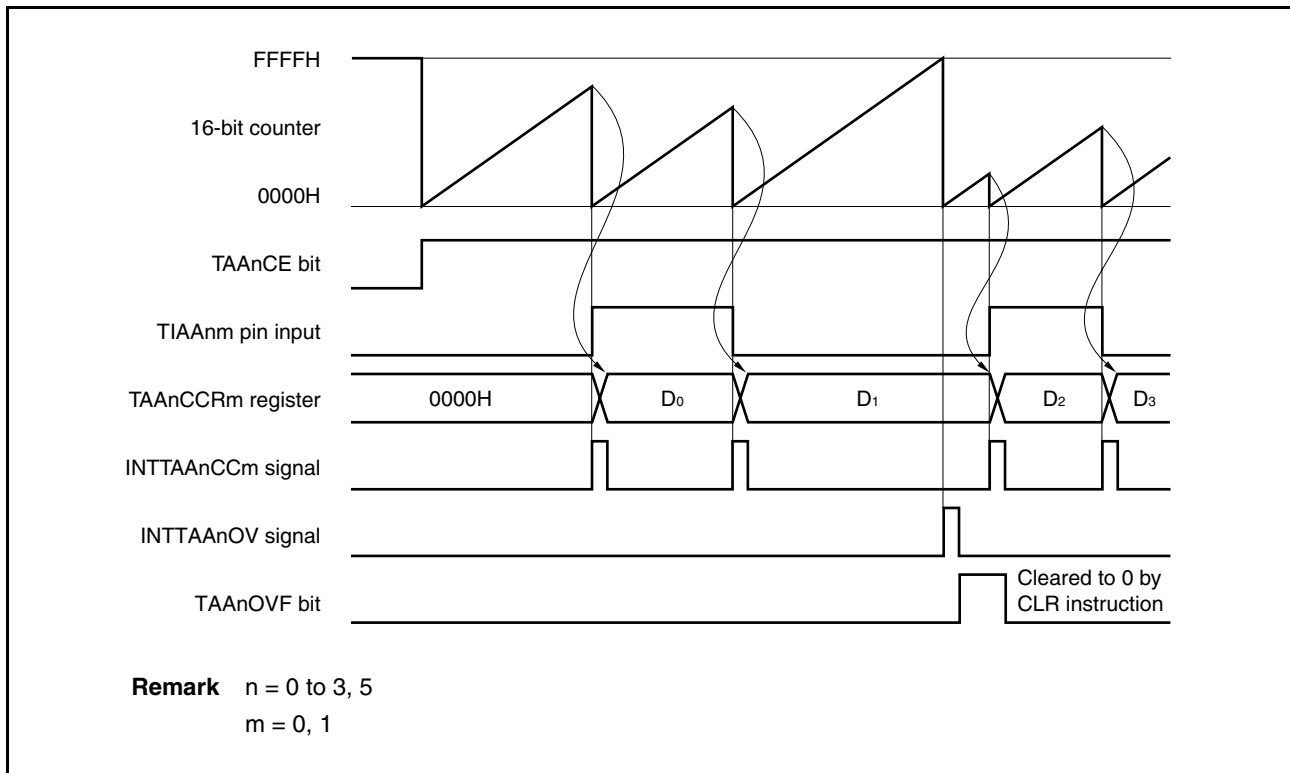 FFFFH
16-bit counter
0000H
TAAnCE bit
TIAAnm pin input
TAAnCCRm register
0000H
D0
D1
D2
D3
INTTAAnCCm signal
INTTAAnOV signal
TAAnOVF bit
Cleared to 0 by
CLR instruction
Remark n = 0 to 3, 5
m = 0, 1